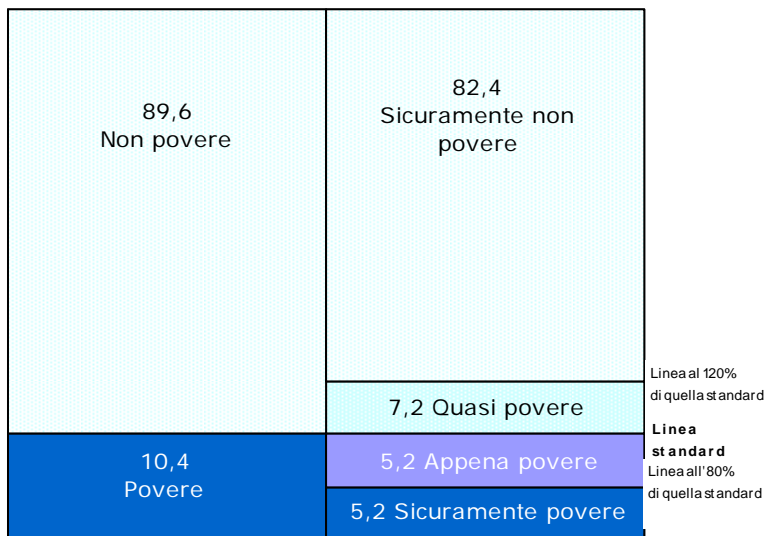 89,6
Non povere
82,4
Sicuramente non
povere
Linea al 120%
di quella standard
7,2 Quasi povere
Linea
standard
10,4
Povere
5,2 Appena povere
Linea all'80%
di quella standard
5,2 Sicuramente povere